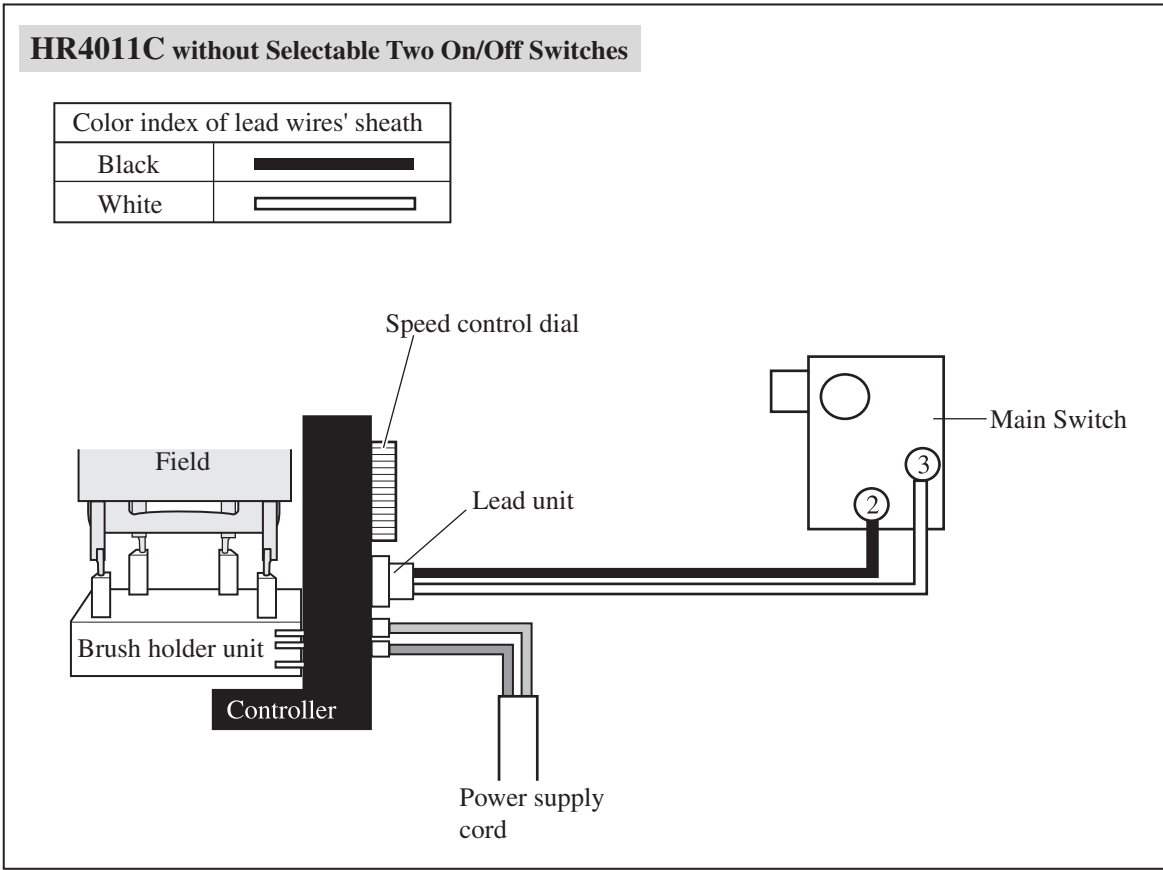 HR4011C without Selectable Two On/Off Switches
Color index of lead wires' sheath
Black
White
Speed control dial
Main Switch
Field
3
Lead unit
2
Brush holder unit
Controller
Power supply
cord